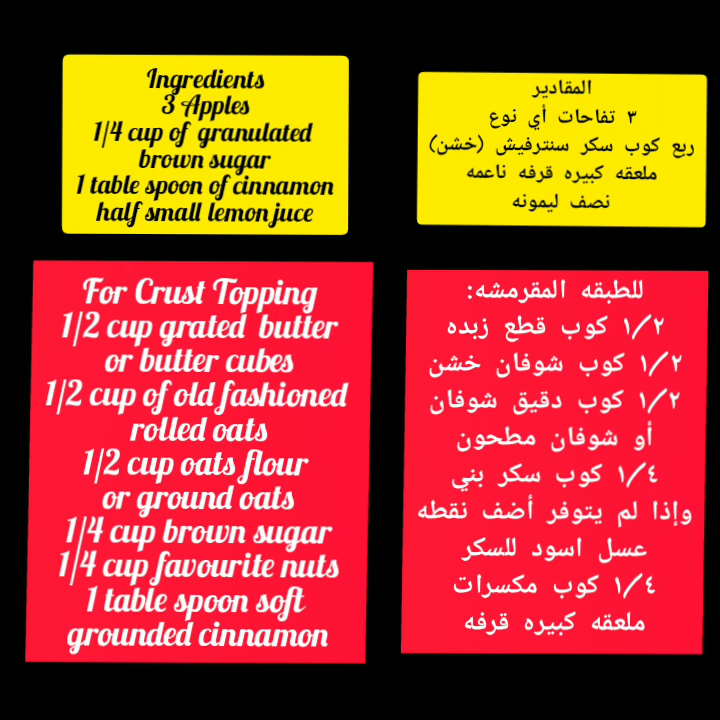 Ingredients
3 Apples
1/4 cup of granulated
brown sugar
1 table spoon of cinnamon
half small lemon juce
المقادير
٣ تفاحات أي نوع
ربع كوب سكر سنترفيش (خشن)
ملعقه كبيره قرفه ناعمه
نصف ليمونه
For Crust Topping
1/2 cup grated butter
or butter cubes
1/2 cup of old fashioned
rolled oats
1/2 cup oats flour
or ground oats
1/4 cup brown sugar
1/4 cup favourite nuts
1 table spoon soft
grounded cinnamon
للطبقه المقرمشه:
١/٢ كوب قطع زبده
١/٢ كوب شوفان خشن
١/٢ كوب دقيق شوفان
أو شوفان مطحون
١/٤ كوب سكر بني
وإذا لم يتوفر أضف نقطه
عسل اسود للسكر
١/٤ كوب مكسرات
ملعقه كبيره قرفه